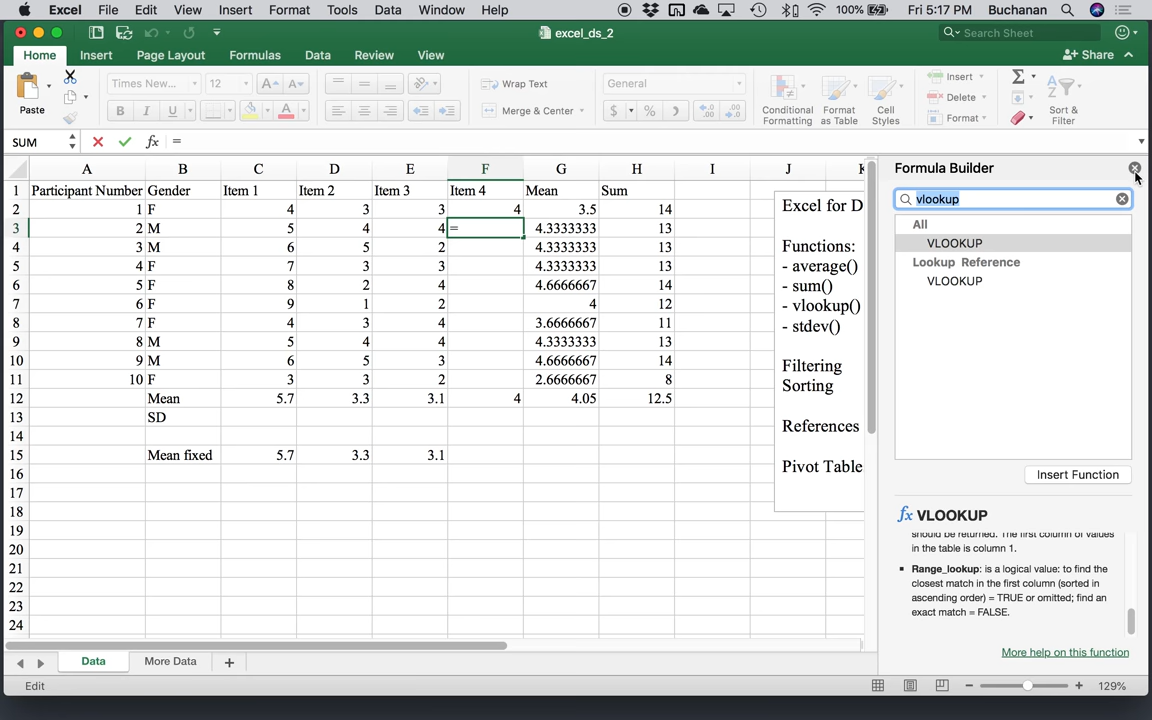 Excel File Edit View Insert Format Tools Data Window Help 100% Fri 5:17 PM Buchanan
excel_ds_2 Search Sheet
Home Insert Page Layout Formulas Data Review View Share
Paste Times New... 12 A A Wrap Text General Insert
B I U A Merge & Center $ % Conditional Formatting Format as Table Cell Styles Delete Format Sort & Filter
SUM fx =
A B C D E F G H I J K
1 Participant Number Gender Item 1 Item 2 Item 3 Item 4 Mean Sum
2 1 F 4 3 3 4 3.5 14
3 2 M 5 4 4 = 4.3333333 13
4 3 M 6 5 2 4.3333333 13
5 4 F 7 3 3 4.3333333 13
6 5 F 8 2 4 4.6666667 14
7 6 F 9 1 2 4 12
8 7 F 4 3 4 3.6666667 11
9 8 M 5 4 4 4.3333333 13
10 9 M 6 5 3 4.6666667 14
11 10 F 3 3 2 2.6666667 8
12 Mean 5.7 3.3 3.1 4 4.05 12.5
13 SD
14
15 Mean fixed 5.7 3.3 3.1
16
17
18
19
20
21
22
23
24
Excel for D
Functions:
- average()
- sum()
- vlookup()
- stdev()
Filtering
Sorting
References
Pivot Table
Formula Builder
vlookup
All
VLOOKUP
Lookup Reference
VLOOKUP
Insert Function
fx VLOOKUP
should be returned. The first column of values
in the table is column 1.
Range_lookup: is a logical value: to find the
closest match in the first column (sorted in
ascending order) = TRUE or omitted; find an
exact match = FALSE.
More help on this function
Data More Data +
Edit 129%